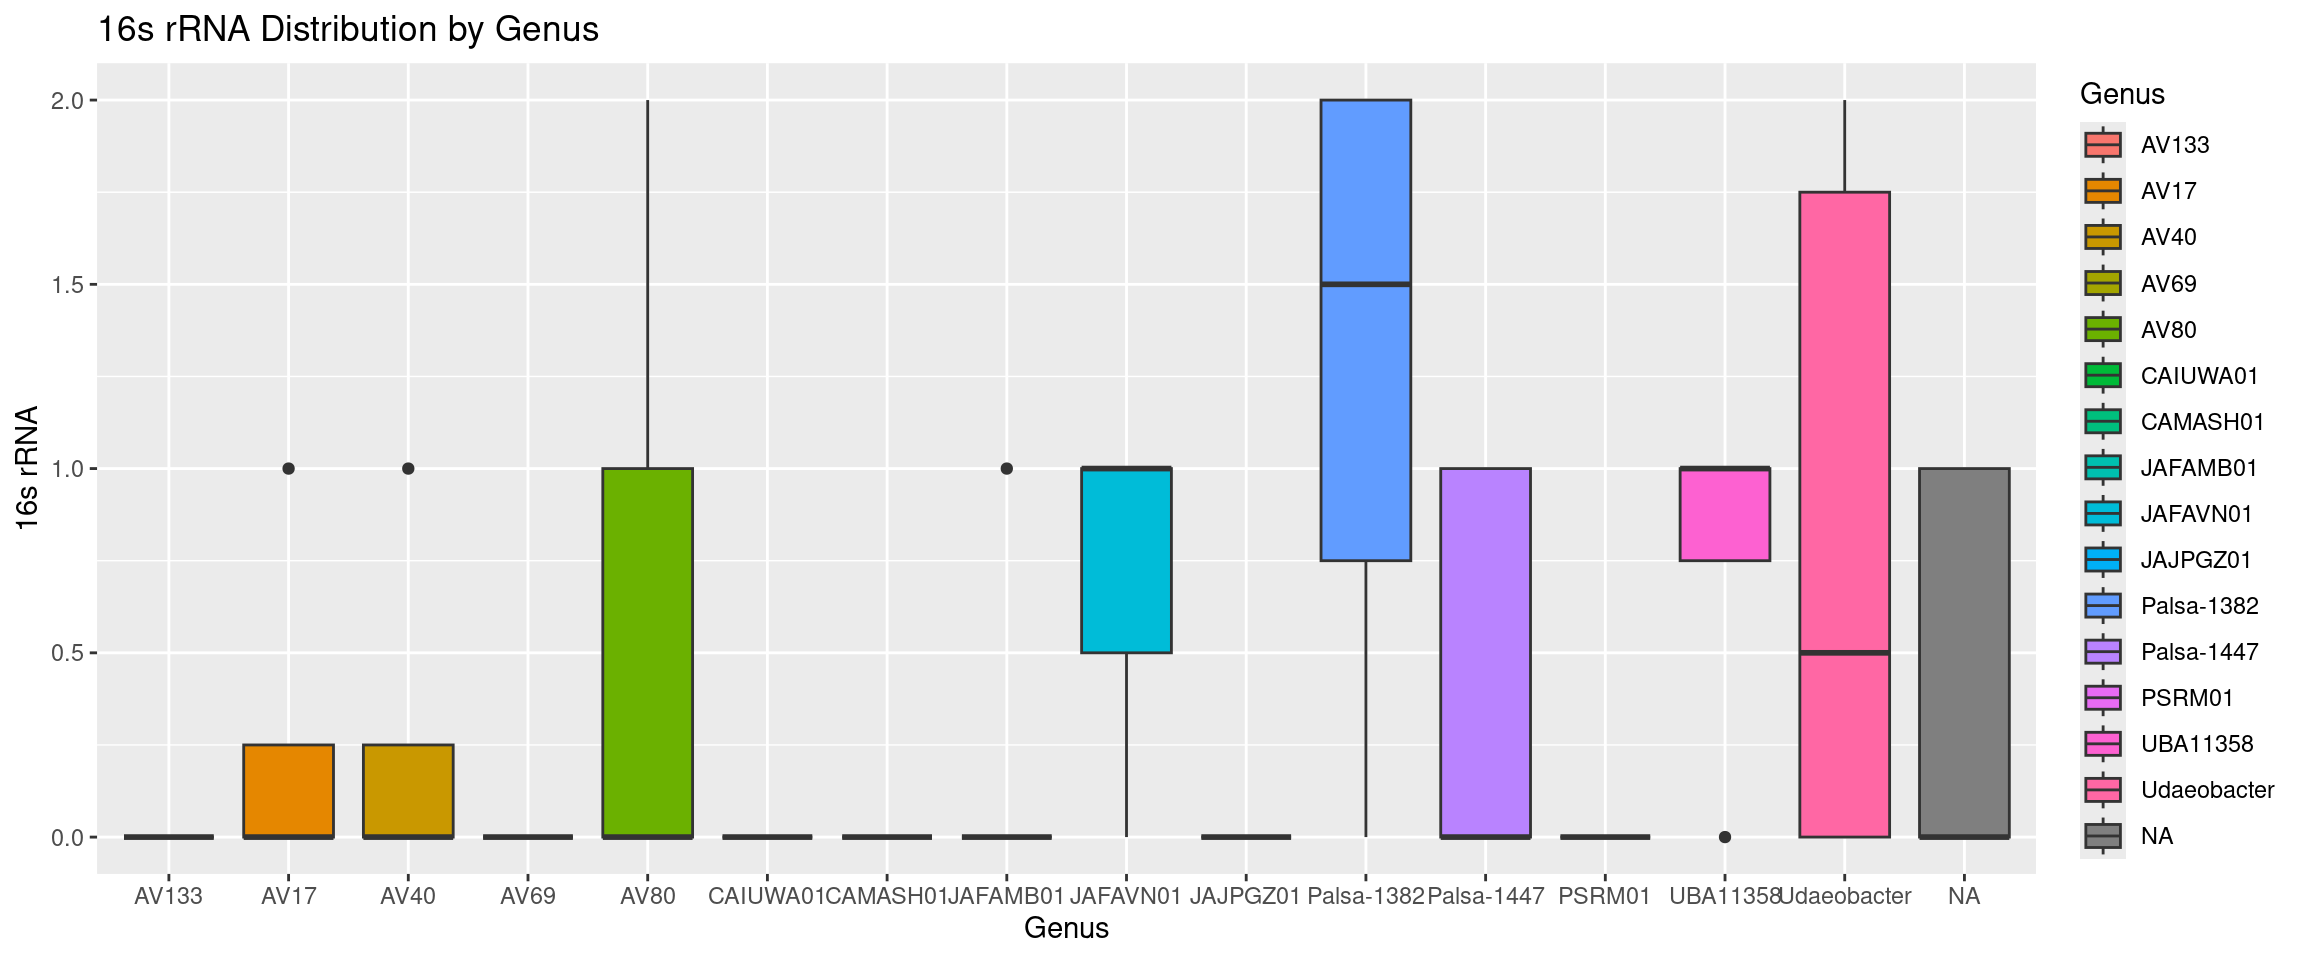 16s rRNA Distribution by Genus
16s rRNA
2.0
1.5
1.0
0.5
0.0
AV133 AV17 AV40 AV69 AV80 CAIUWA01 CAMASH01 JAFAMB01 JAFAVN01 JAJPGZ01 Palsa-1382 Palsa-1447 PSRM01 UBA11358 Udaeobacter NA
Genus
Genus
AV133
AV17
AV40
AV69
AV80
CAIUWA01
CAMASH01
JAFAMB01
JAFAVN01
JAJPGZ01
Palsa-1382
Palsa-1447
PSRM01
UBA11358
Udaeobacter
NA